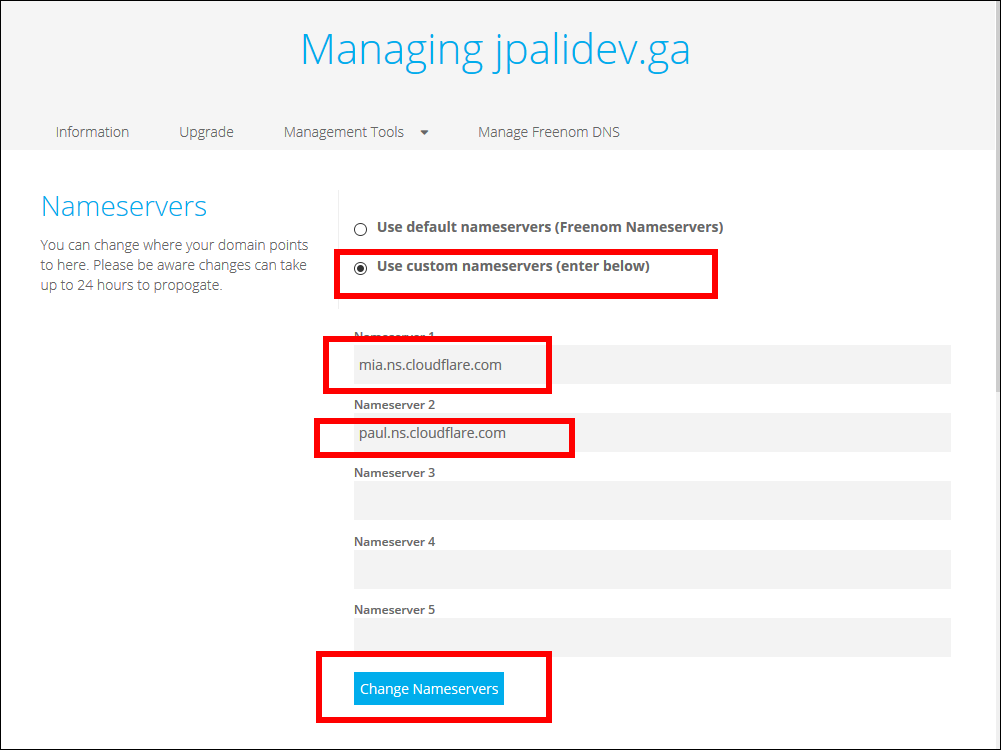 Managing jpalidev.ga
Information
Upgrade
Management Tools
Manage Freenom DNS
Nameservers
You can change where your domain points
to here. Please be aware changes can take
up to 24 hours to propogate.
Use default nameservers (Freenom Nameservers)
Use custom nameservers (enter below)
Nameserver 1
mia.ns.cloudflare.com
Nameserver 2
paul.ns.cloudflare.com
Nameserver 3
Nameserver 4
Nameserver 5
Change Nameservers